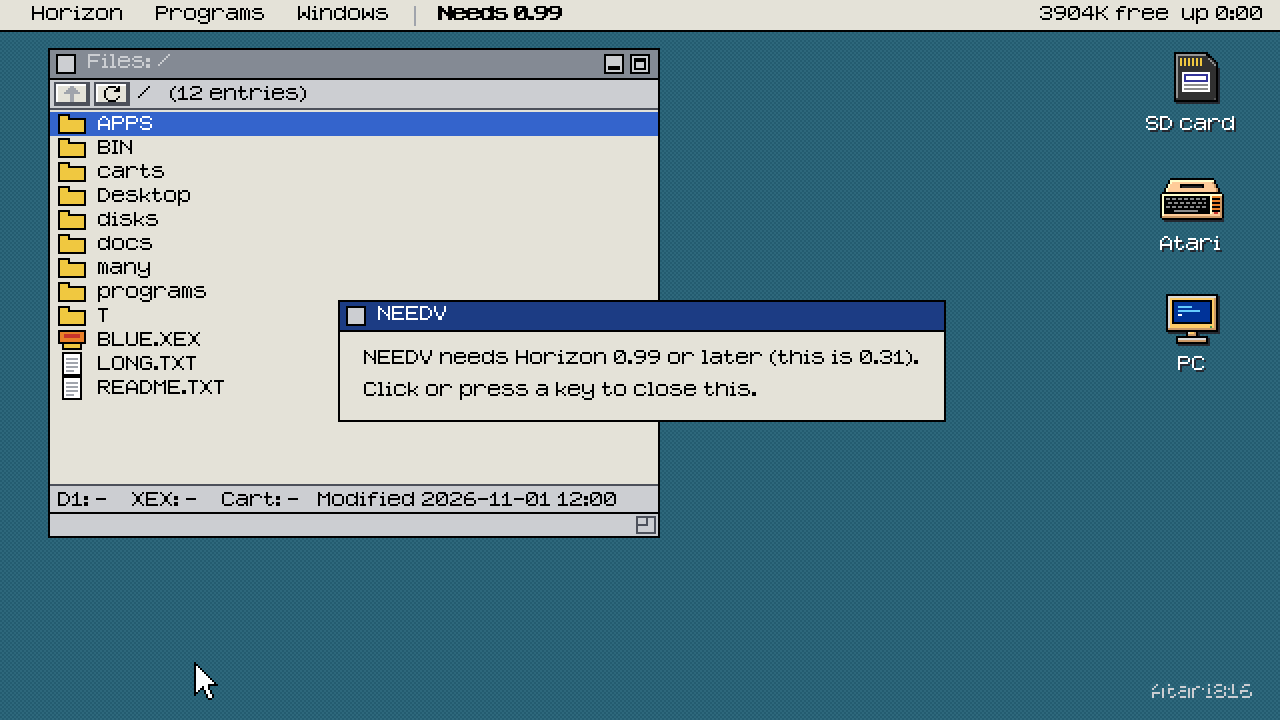 Horizon Programs Windows | Needs 0.99 3904K free up 0:00
Files: /
/ (12 entries)
APPS
BIN
carts
Desktop
disks
docs
many
programs
T
BLUE.XEX
LONG.TXT
README.TXT
D1: - XEX: - Cart: - Modified 2026-11-01 12:00
NEEDV
NEEDV needs Horizon 0.99 or later (this is 0.31).
Click or press a key to close this.
SD card
Atari
PC
Atari816